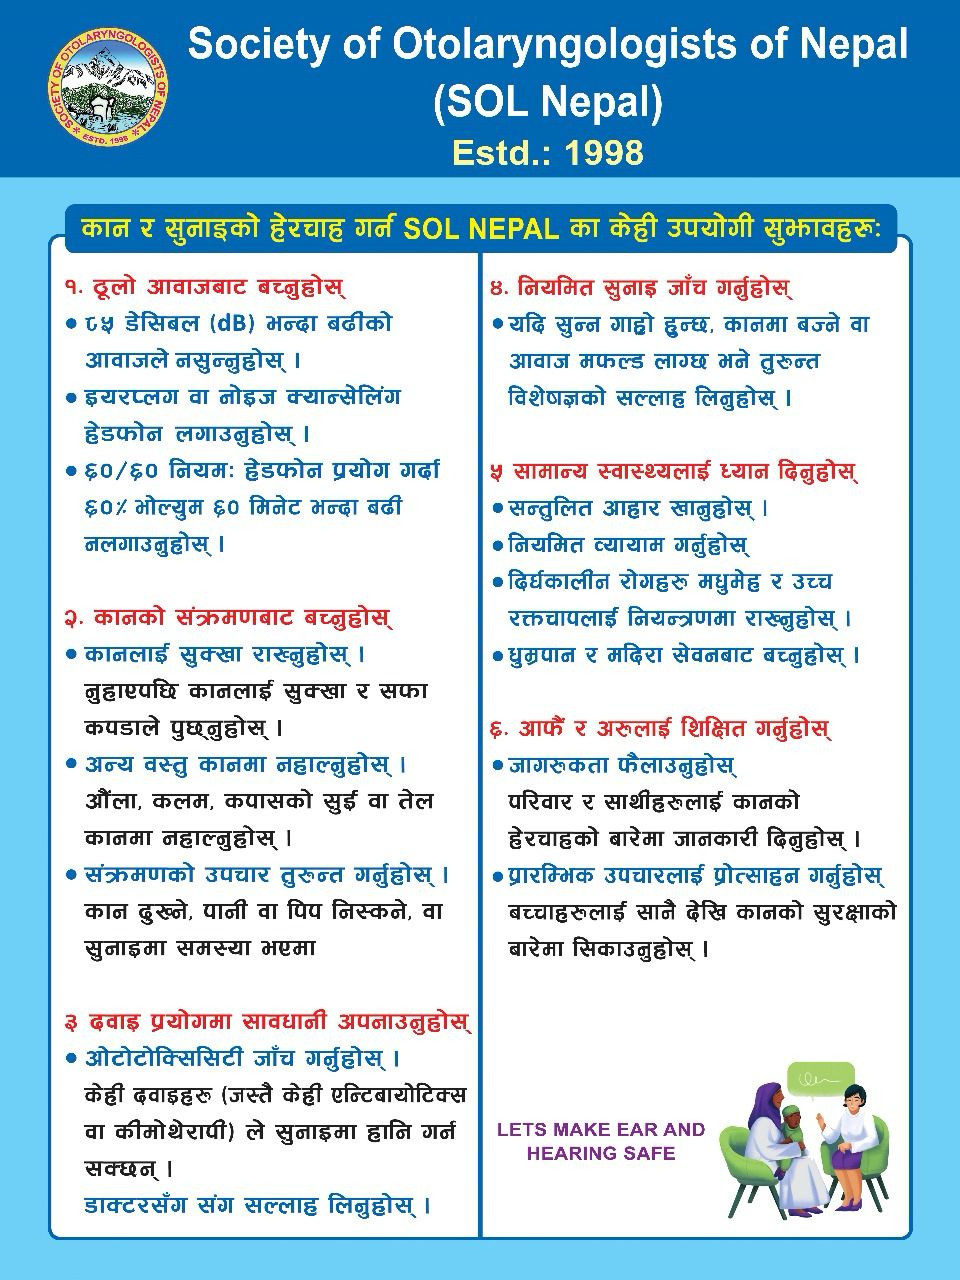 SOCIETY OF OTOLARYNGOLOGISTS OF NEPAL
ESTD. 1998
Society of Otolaryngologists of Nepal
(SOL Nepal)
Estd.: 1998
कान र सुनाइको हेरचाह गर्न SOL NEPAL का केही उपयोगी सुझावहरू:
१. ठूलो आवाजबाट बच्नुहोस्
• ८५ डेसिबल (dB) भन्दा बढीको
आवाजले नसुन्नुहोस् ।
• इयरप्लग वा नोइज क्यान्सेलिंग
हेडफोन लगाउनुहोस् ।
• ६०/६० नियम: हेडफोन प्रयोग गर्दा
६०% भोल्युम ६० मिनेट भन्दा बढी
नलगाउनुहोस् ।
२. कानको संक्रमणबाट बच्नुहोस्
• कानलाई सुक्खा राख्नुहोस् ।
नुहाएपछि कानलाई सुक्खा र सफा
कपडाले पुछ्नुहोस् ।
• अन्य वस्तु कानमा नहाल्नुहोस् ।
औंला, कलम, कपासको सुई वा तेल
कानमा नहाल्नुहोस् ।
• संक्रमणको उपचार तुरुन्त गर्नुहोस् ।
कान दुख्ने, पानी वा पिप निस्कने, वा
सुनाइमा समस्या भएमा
३ दवाइ प्रयोगमा सावधानी अपनाउनुहोस्
• ओटोटोक्सिसिटी जाँच गर्नुहोस् ।
केही दवाइहरू (जस्तै केही एन्टिबायोटिक्स
वा कीमोथेरापी) ले सुनाइमा हानि गर्न
सक्छन् ।
डाक्टरसँग संग सल्लाह लिनुहोस् ।
४. नियमित सुनाइ जाँच गर्नुहोस्
• यदि सुन्न गाह्रो हुन्छ, कानमा बज्ने वा
आवाज मफल्ड लाग्छ भने तुरुन्त
विशेषज्ञको सल्लाह लिनुहोस् ।
५ सामान्य स्वास्थ्यलाई ध्यान दिनुहोस्
• सन्तुलित आहार खानुहोस् ।
• नियमित व्यायाम गर्नुहोस्
• दिर्घकालीन रोगहरू मधुमेह र उच्च
रक्तचापलाई नियन्त्रणमा राख्नुहोस् ।
• धुम्रपान र मदिरा सेवनबाट बच्नुहोस् ।
६. आफैं र अरुलाई शिक्षित गर्नुहोस्
• जागरूकता फैलाउनुहोस्
परिवार र साथीहरुलाई कानको
हेरचाहको बारेमा जानकारी दिनुहोस् ।
• प्रारम्भिक उपचारलाई प्रोत्साहन गर्नुहोस्
बच्चाहरुलाई सानै देखि कानको सुरक्षाको
बारेमा सिकाउनुहोस् ।
LETS MAKE EAR AND
HEARING SAFE